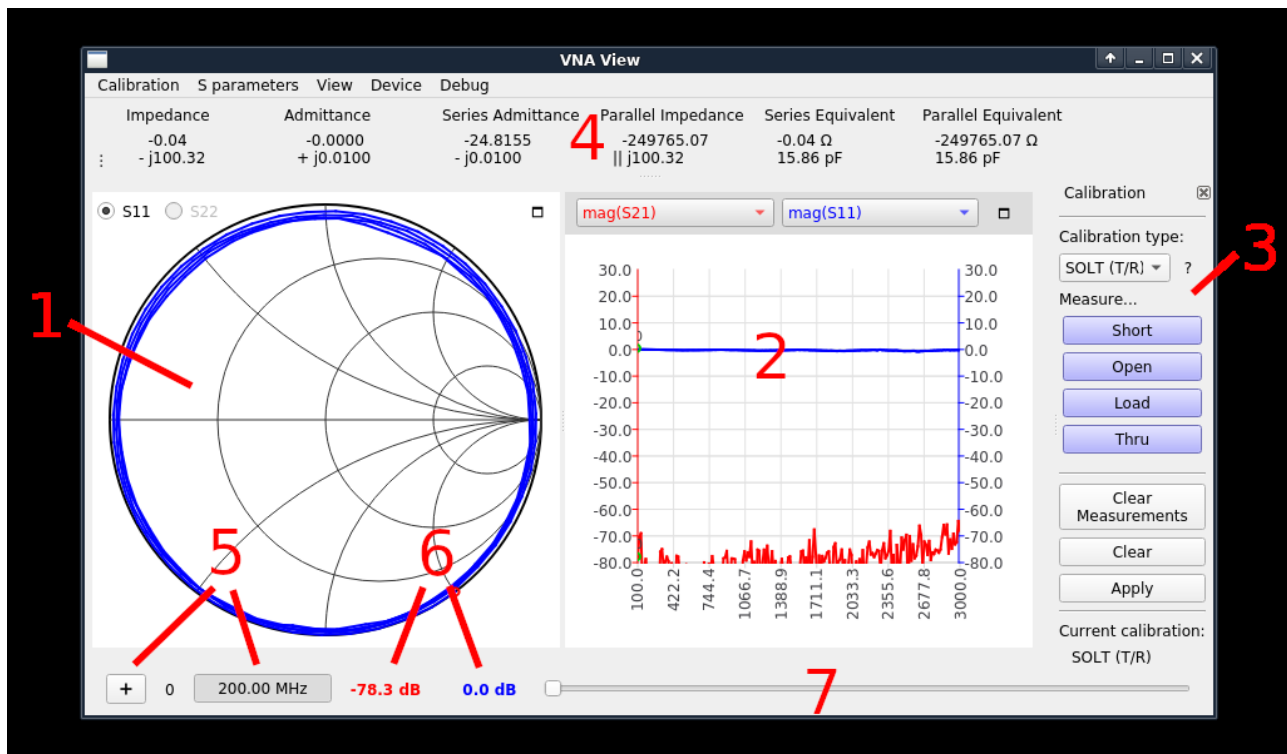 VNA View
Calibration S parameters View Device Debug
Impedance Admittance Series Admittance Parallel Impedance Series Equivalent Parallel Equivalent
-0.04 -0.0000 -24.8155 -249765.07 -0.04 Ω -249765.07 Ω
- j100.32 + j0.0100 - j0.0100 || j100.32 15.86 pF 15.86 pF
4
S11 S22
mag(S21) mag(S11)
1
30.0 30.0
20.0 20.0
10.0 10.0
0.0 0.0
-10.0 -10.0
-20.0 -20.0
-30.0 -30.0
-40.0 -40.0
-50.0 -50.0
-60.0 -60.0
-70.0 -70.0
-80.0 -80.0
0
2
100.0 422.2 744.4 1066.7 1388.9 1711.1 2033.3 2355.6 2677.8 3000.0
Calibration
Calibration type:
SOLT (T/R) ?
3
Measure...
Short
Open
Load
Thru
Clear
Measurements
Clear
Apply
Current calibration:
SOLT (T/R)
5 6
+ 0 200.00 MHz -78.3 dB 0.0 dB
7